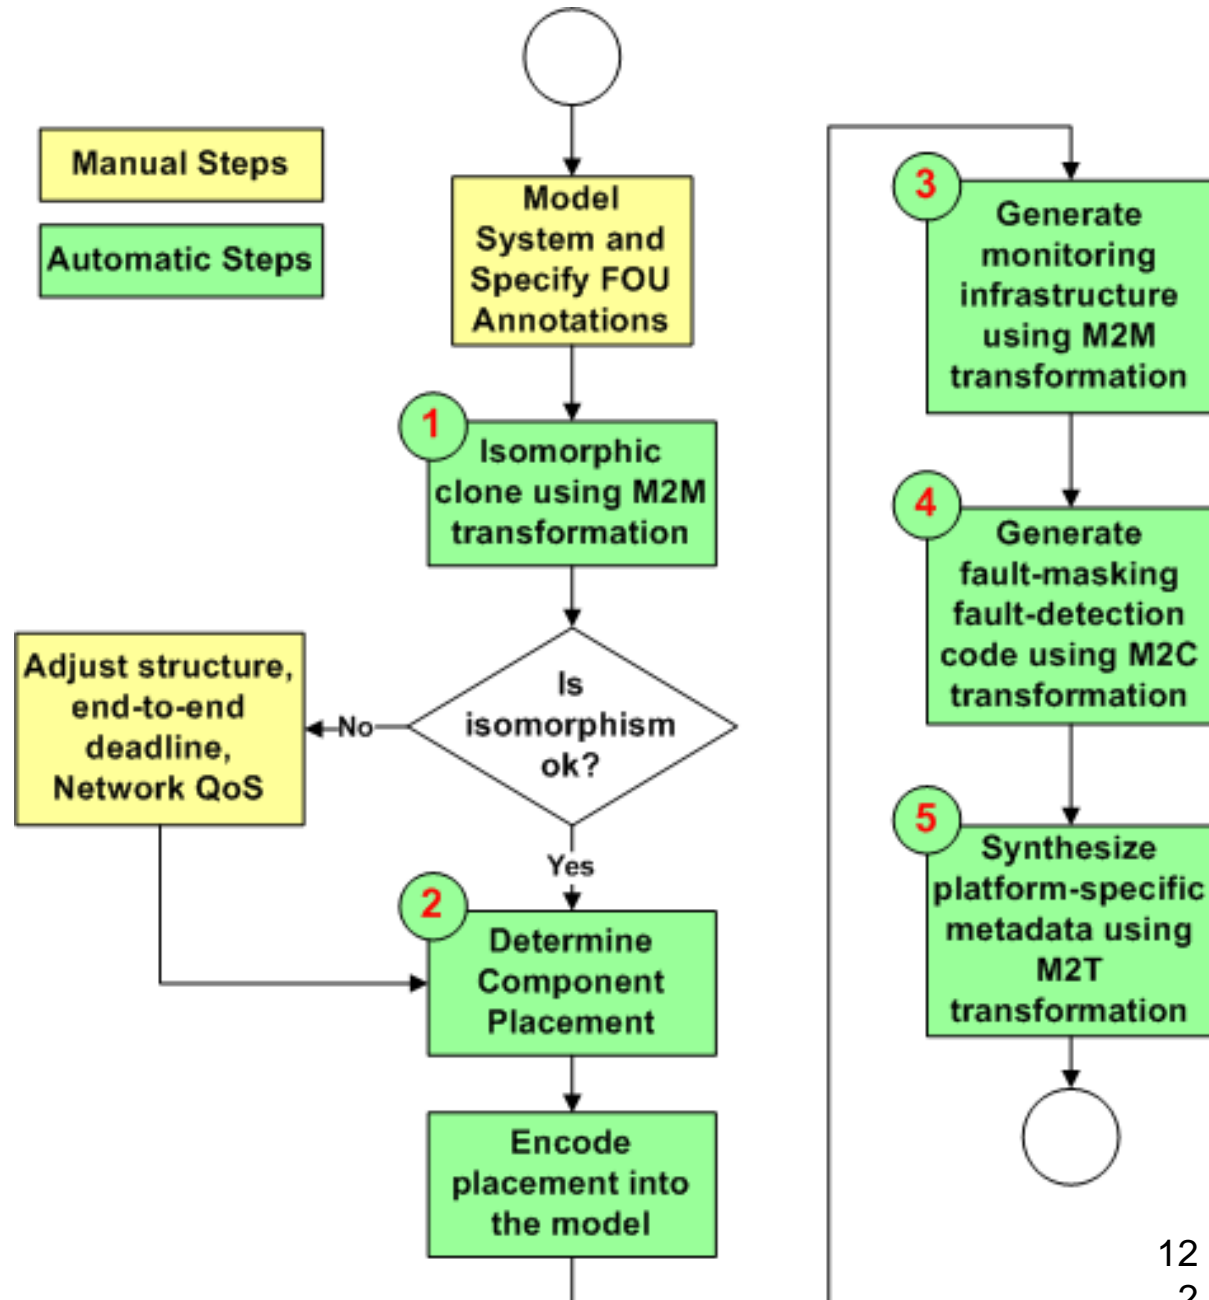 Manual Steps
Automatic Steps
Model
System and
Specify FOU
Annotations
1
Isomorphic
clone using M2M
transformation
Is
isomorphism
ok?
No
Adjust structure,
end-to-end
deadline,
Network QoS
Yes
2
Determine
Component
Placement
Encode
placement into
the model
3
Generate
monitoring
infrastructure
using M2M
transformation
4
Generate
fault-masking
fault-detection
code using M2C
transformation
5
Synthesize
platform-specific
metadata using
M2T
transformation
12
2